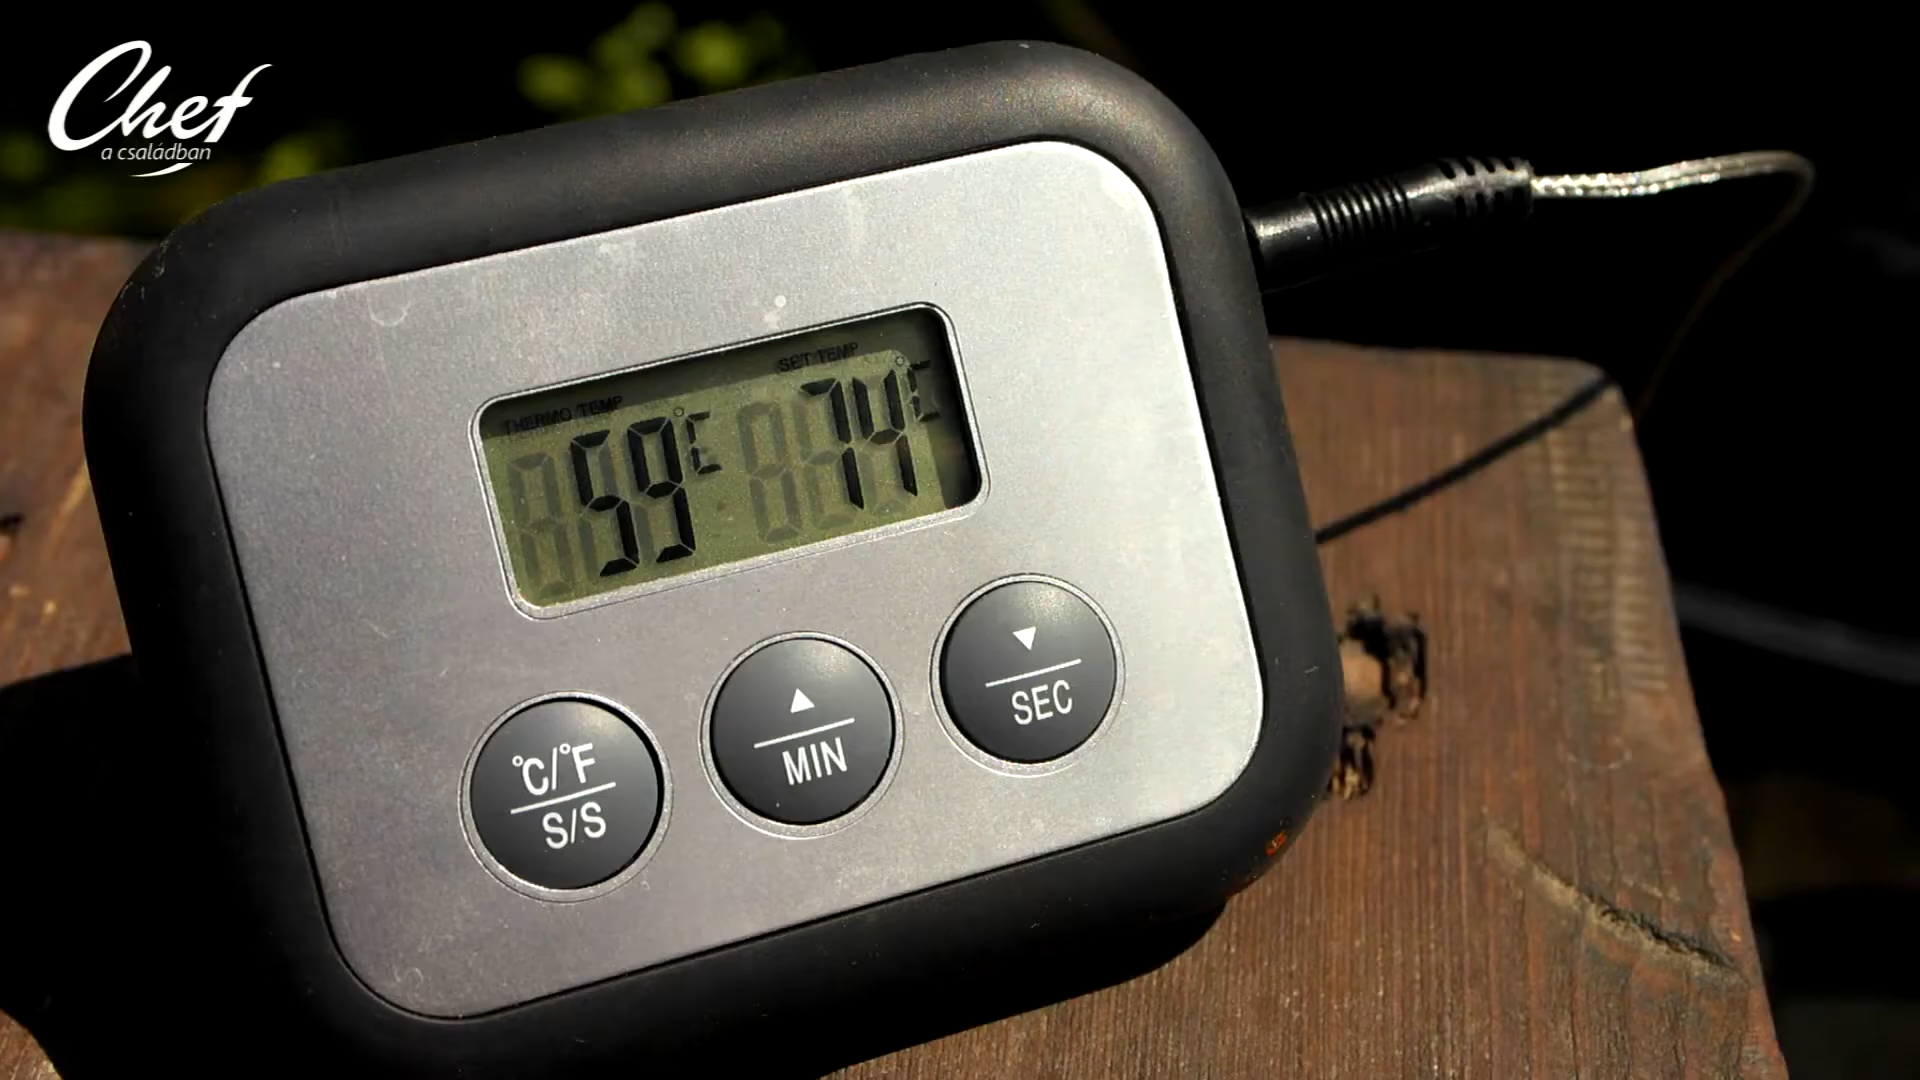 Chef
a családban
THERMO TEMP
SET TEMP
59°C
74°C
°C/°F
S/S
▲
MIN
▼
SEC